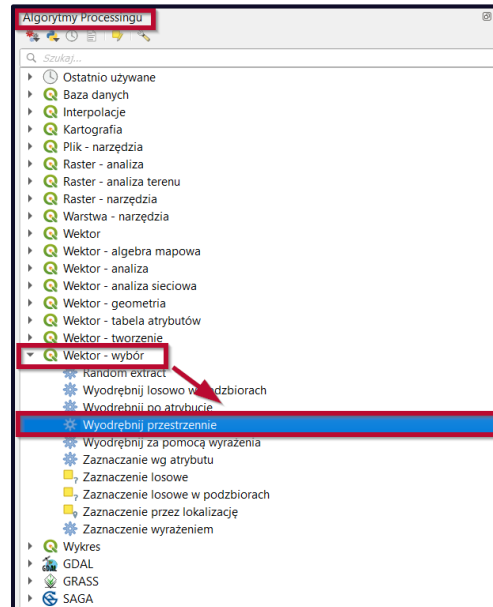 Algorytmy Processingu
Szukaj...
Ostatnio używane
Baza danych
Interpolacje
Kartografia
Plik - narzędzia
Raster - analiza
Raster - analiza terenu
Raster - narzędzia
Warstwa - narzędzia
Wektor
Wektor - algebra mapowa
Wektor - analiza
Wektor - analiza sieciowa
Wektor - geometria
Wektor - tabela atrybutów
Wektor - tworzenie
Wektor - wybór
Random extract
Wyodrębnij losowo w podzbiorach
Wyodrębnij po atrybucie
Wyodrębnij przestrzennie
Wyodrębnij za pomocą wyrażenia
Zaznaczanie wg atrybutu
Zaznaczenie losowe
Zaznaczenie losowe w podzbiorach
Zaznaczenie przez lokalizację
Zaznaczenie wyrażeniem
Wykres
GDAL
GRASS
SAGA